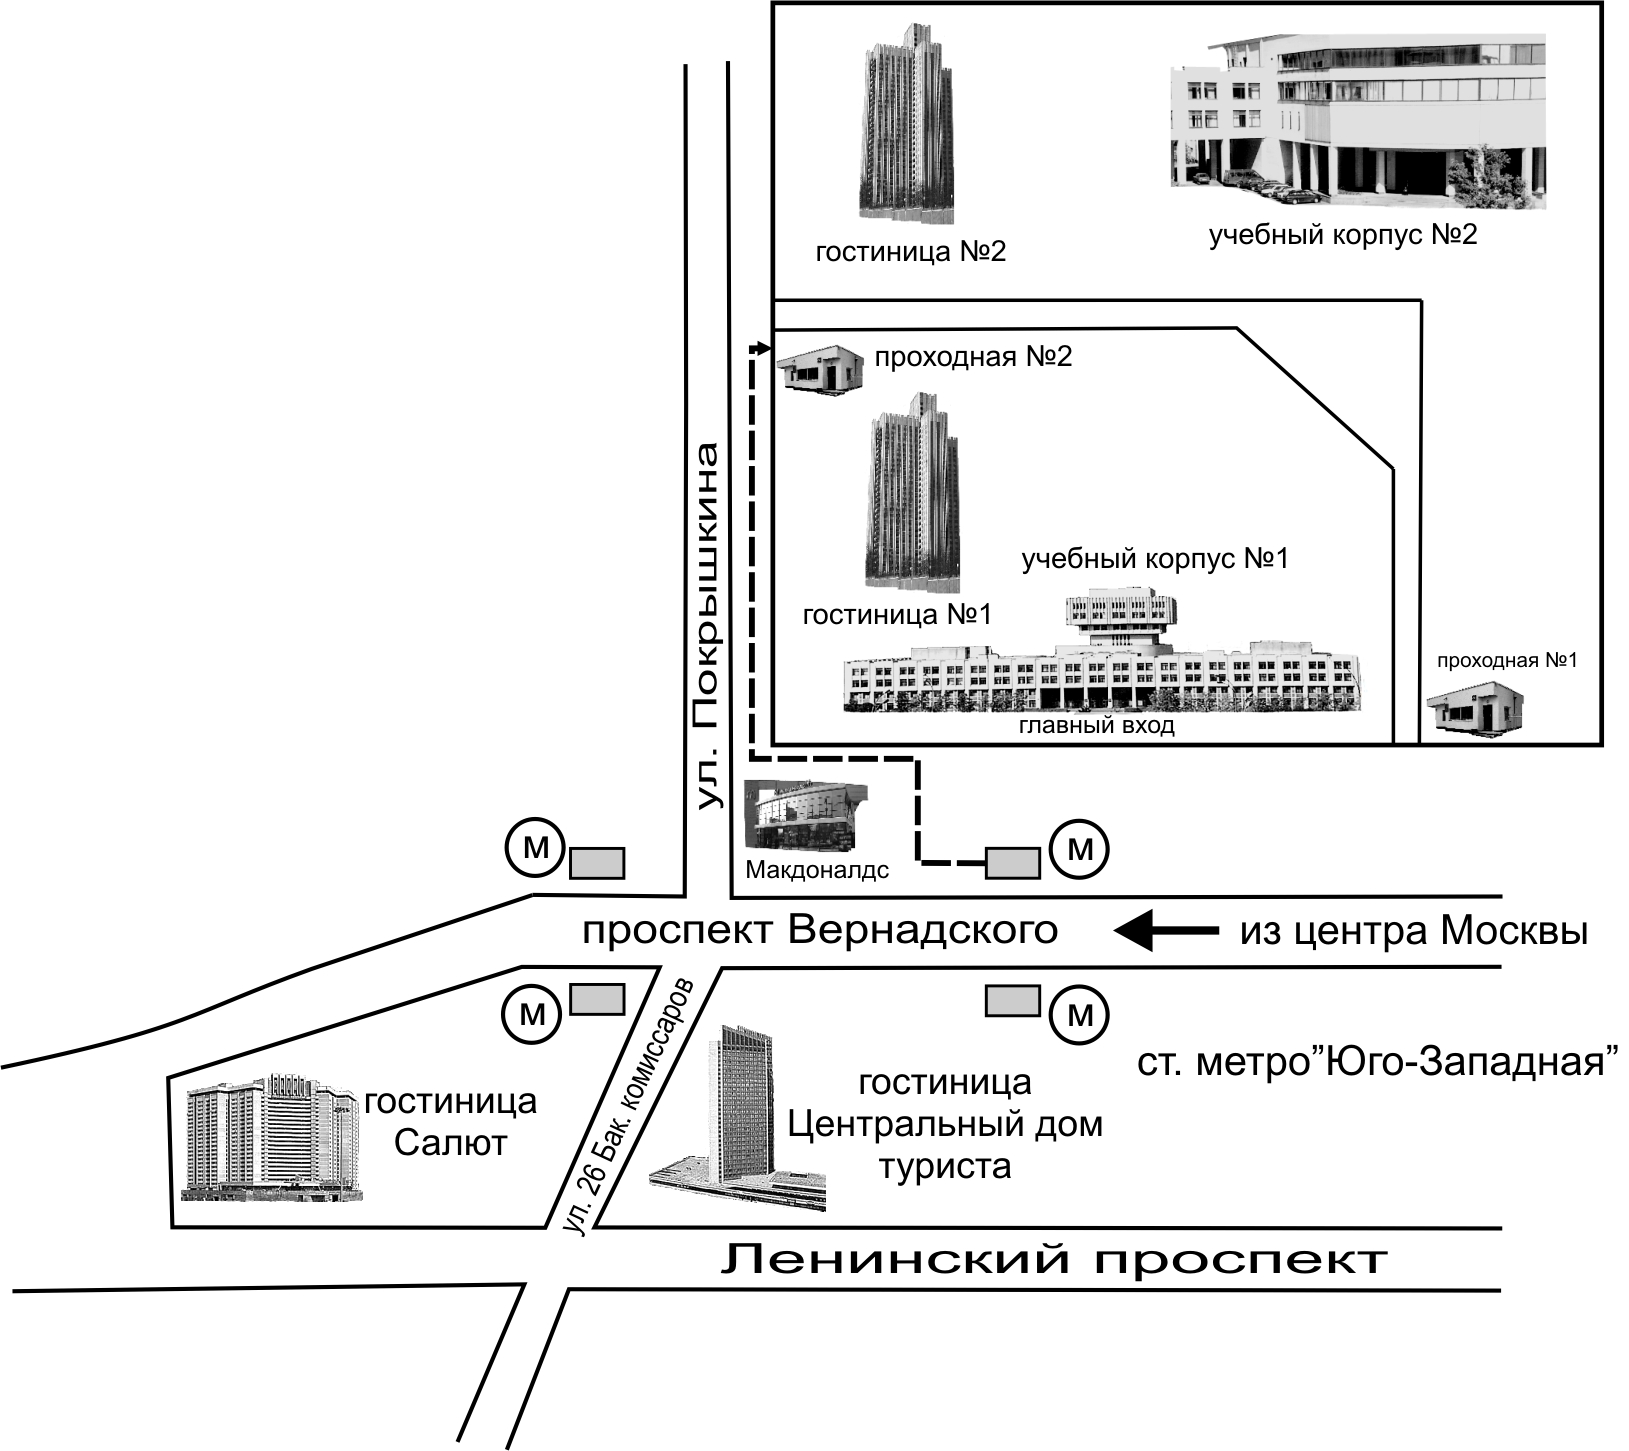 гостиница №2
учебный корпус №2
проходная №2
ул. Покрышкина
учебный корпус №1
гостиница №1
проходная №1
главный вход
Макдоналдс
М
М
проспект Вернадского
из центра Москвы
М
М
ул. 26 Бак. комиссаров
ст. метро"Юго-Западная"
гостиница
Салют
гостиница
Центральный дом
туриста
Ленинский проспект